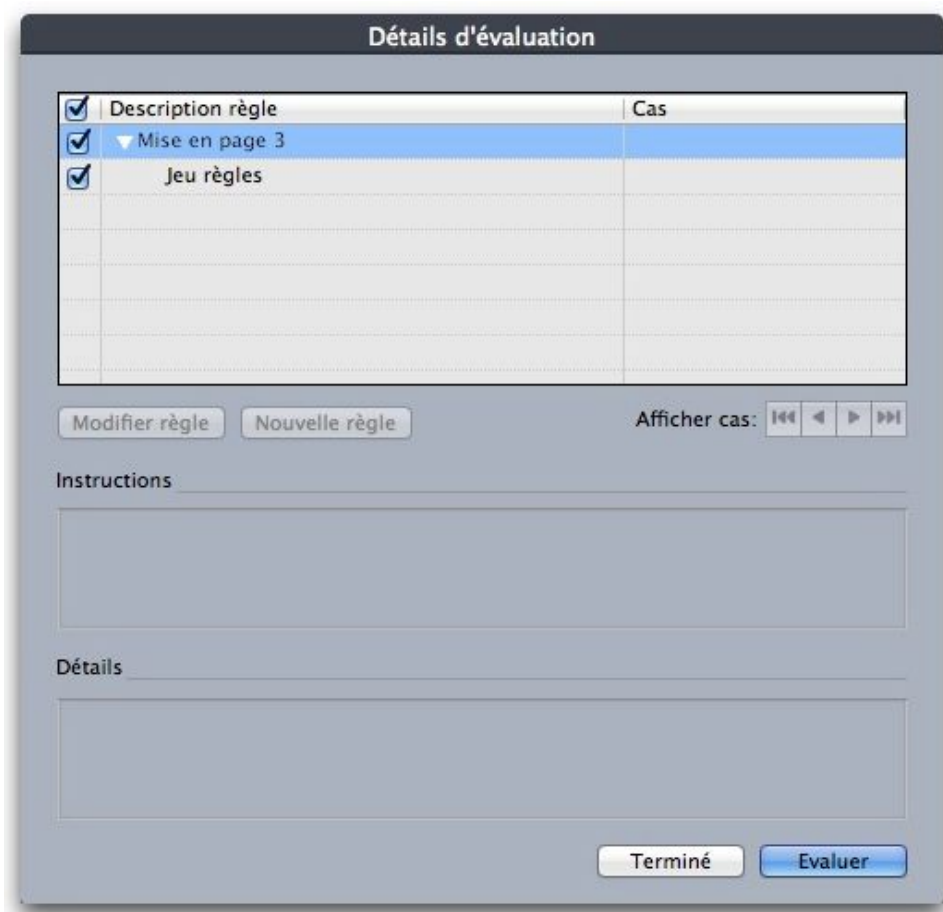 Détails d'évaluation
Description règle Cas
Mise en page 3
Jeu règles
Modifier règle Nouvelle règle Afficher cas:
Instructions
Détails
Terminé Evaluer